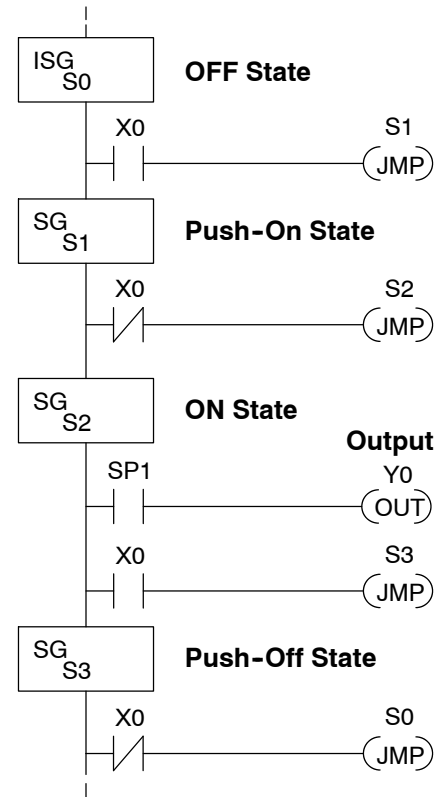 ISG
S0
OFF State
X0
S1
JMP
SG
S1
Push-On State
X0
S2
JMP
SG
S2
ON State
Output
SP1
Y0
OUT
X0
S3
JMP
SG
S3
Push-Off State
X0
S0
JMP